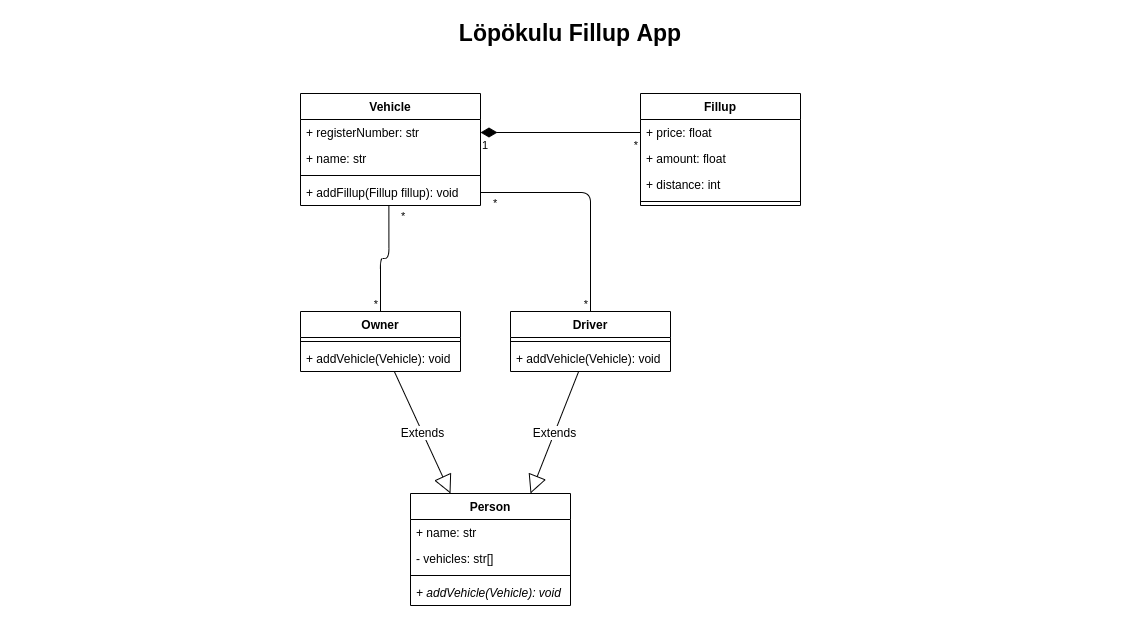 Löpökulu Fillup App
Vehicle
+ registerNumber: str
+ name: str
+ addFillup(Fillup fillup): void
Fillup
+ price: float
+ amount: float
+ distance: int
1
*
*
*
*
*
Owner
+ addVehicle(Vehicle): void
Driver
+ addVehicle(Vehicle): void
Extends
Extends
Person
+ name: str
- vehicles: str[]
+ addVehicle(Vehicle): void